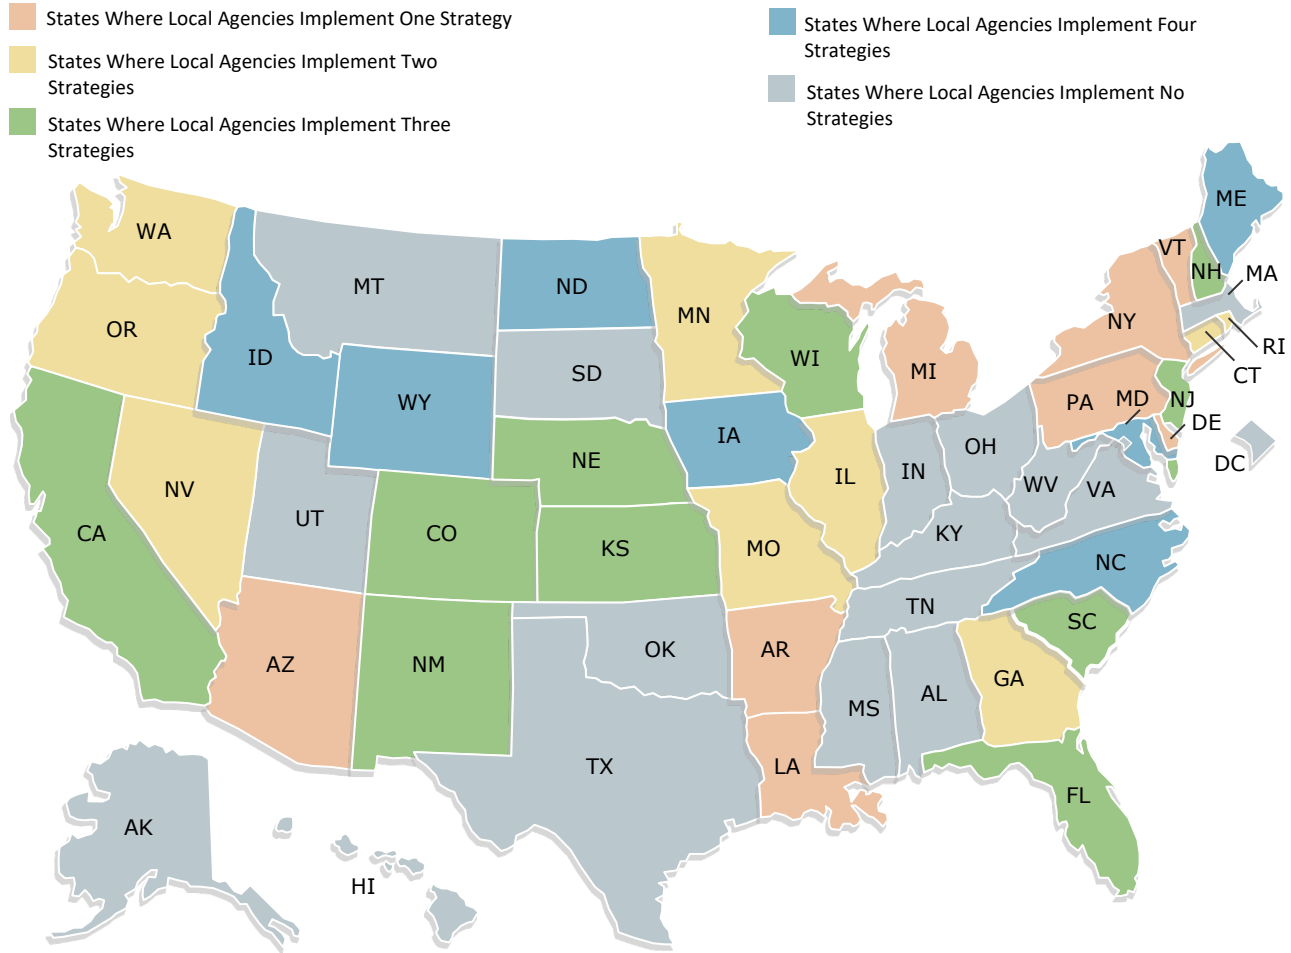 States Where Local Agencies Implement One Strategy
States Where Local Agencies Implement Two
Strategies
States Where Local Agencies Implement Three
Strategies
States Where Local Agencies Implement Four
Strategies
States Where Local Agencies Implement No
Strategies
ME
WA
VT
NH
MA
MT
ND
MN
OR
NY
RI
ID
WI
SD
MI
CT
WY
PA
MD
NJ
DE
IA
OH
DC
NE
IN
IL
WV
VA
NV
UT
CA
CO
KS
MO
KY
NC
TN
SC
AZ
NM
OK
AR
GA
MS
AL
TX
LA
FL
AK
HI